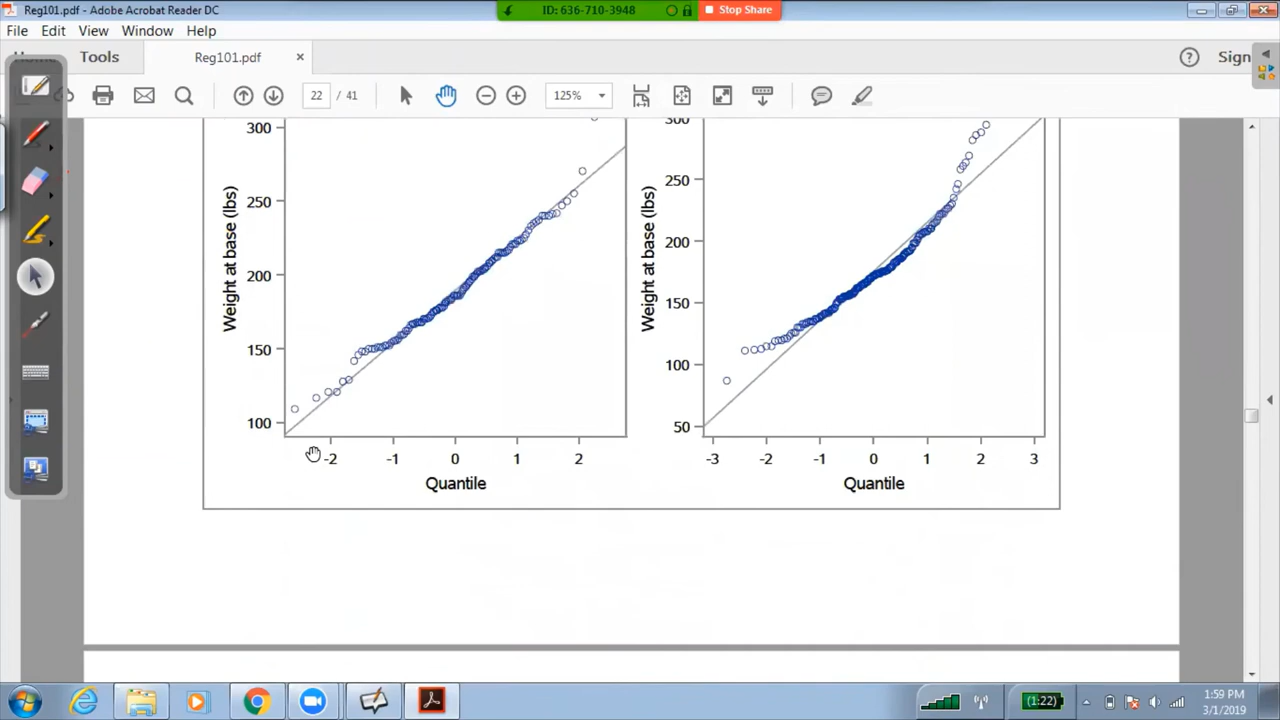 Reg101.pdf - Adobe Acrobat Reader DC
ID: 636-710-3948
Stop Share
File Edit View Window Help
Tools
Reg101.pdf
×
Sign
22 / 41
125%
300
250
200
150
100
Weight at base (lbs)
-2 -1 0 1 2
Quantile
300
250
200
150
100
50
Weight at base (lbs)
-3 -2 -1 0 1 2 3
Quantile
(1:22)
1:59 PM
3/1/2019